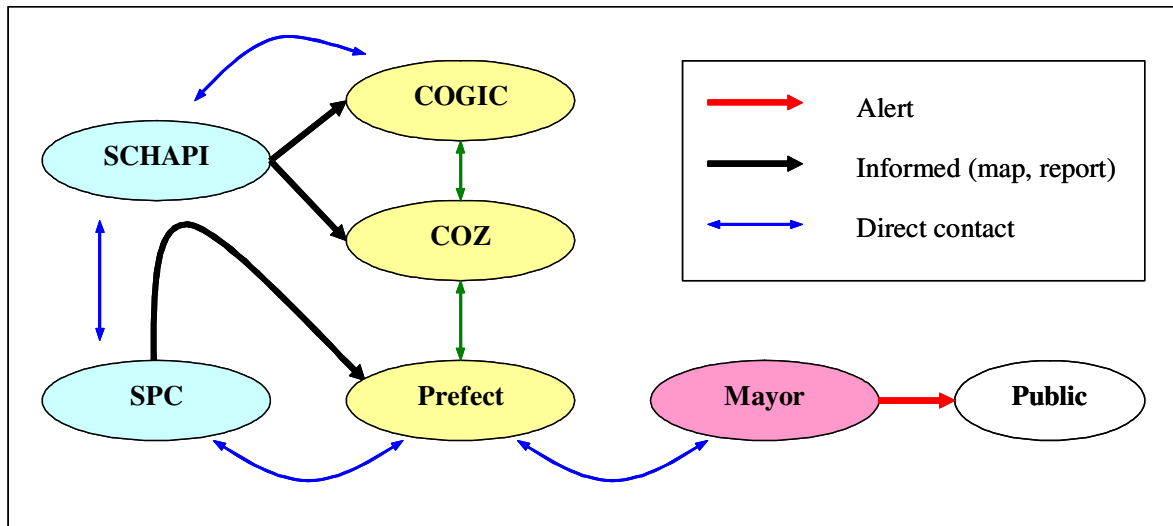 COGIC
SCHAPI
COZ
SPC
Prefect
Mayor
Public
Alert
Informed (map, report)
Direct contact